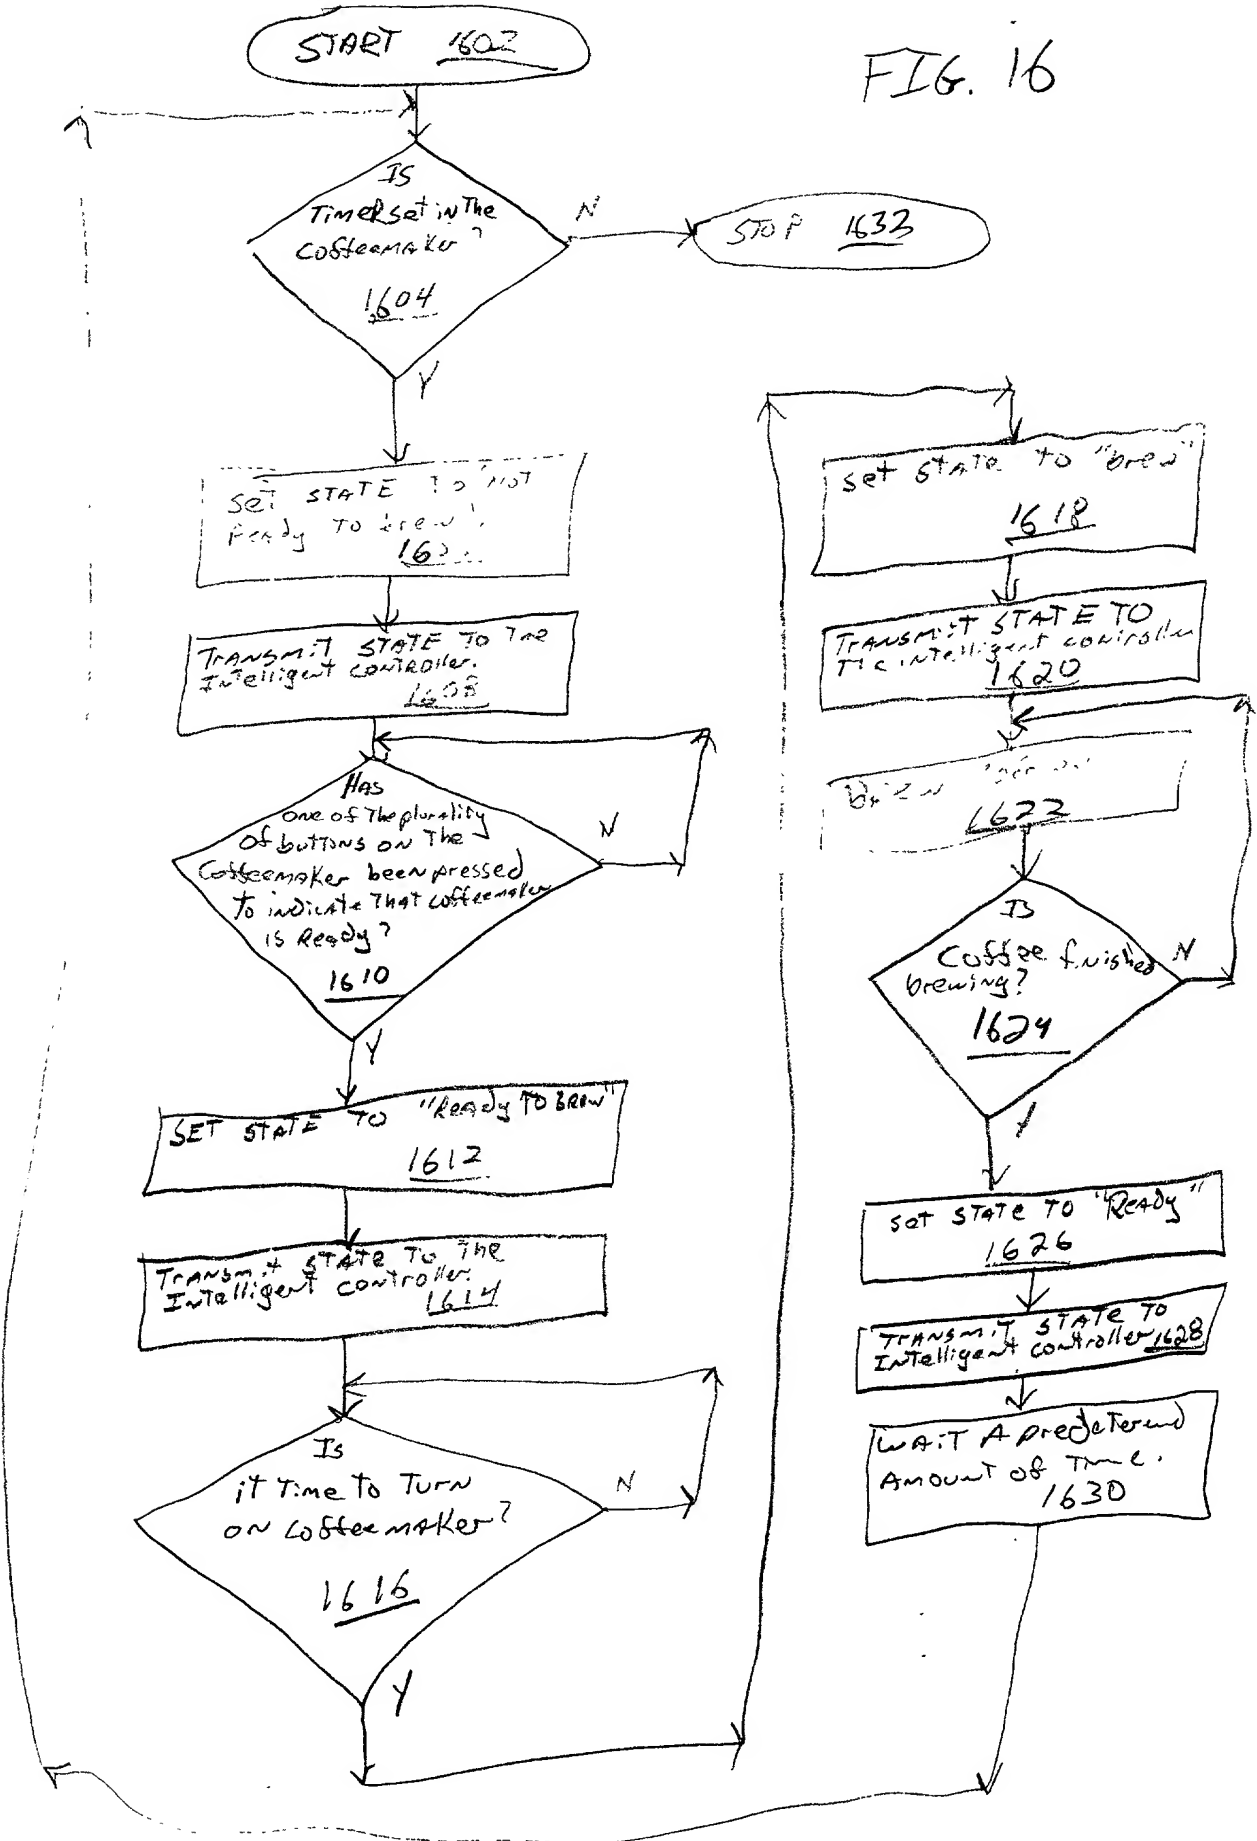 START 1602
FIG. 16
Is
Timer set in The
Coffeemaker?
1604
N
STOP 1633
Y
Set STATE To "Not
Ready To brew".
Transmit STATE TO The
Intelligent controller.
1608
Has
one of The plurality
of buttons on The
Coffeemaker been pressed
To indicate That coffeemaker
is Ready?
1610
N
Y
SET STATE TO "Ready TO BREW"
1612
Transmit STATE To The
Intelligent controller.
1614
Is
it Time to Turn
on Coffeemaker?
1616
N
Y
set STATE to "brew"
1618
Transmit STATE TO
The intelligent controller
1620
1622
Is
Coffee finished
brewing?
1624
N
Y
set STATE TO "Ready"
1626
Transmit STATE TO
Intelligent controller 1628
WAIT A predeterend
Amount of Time.
1630